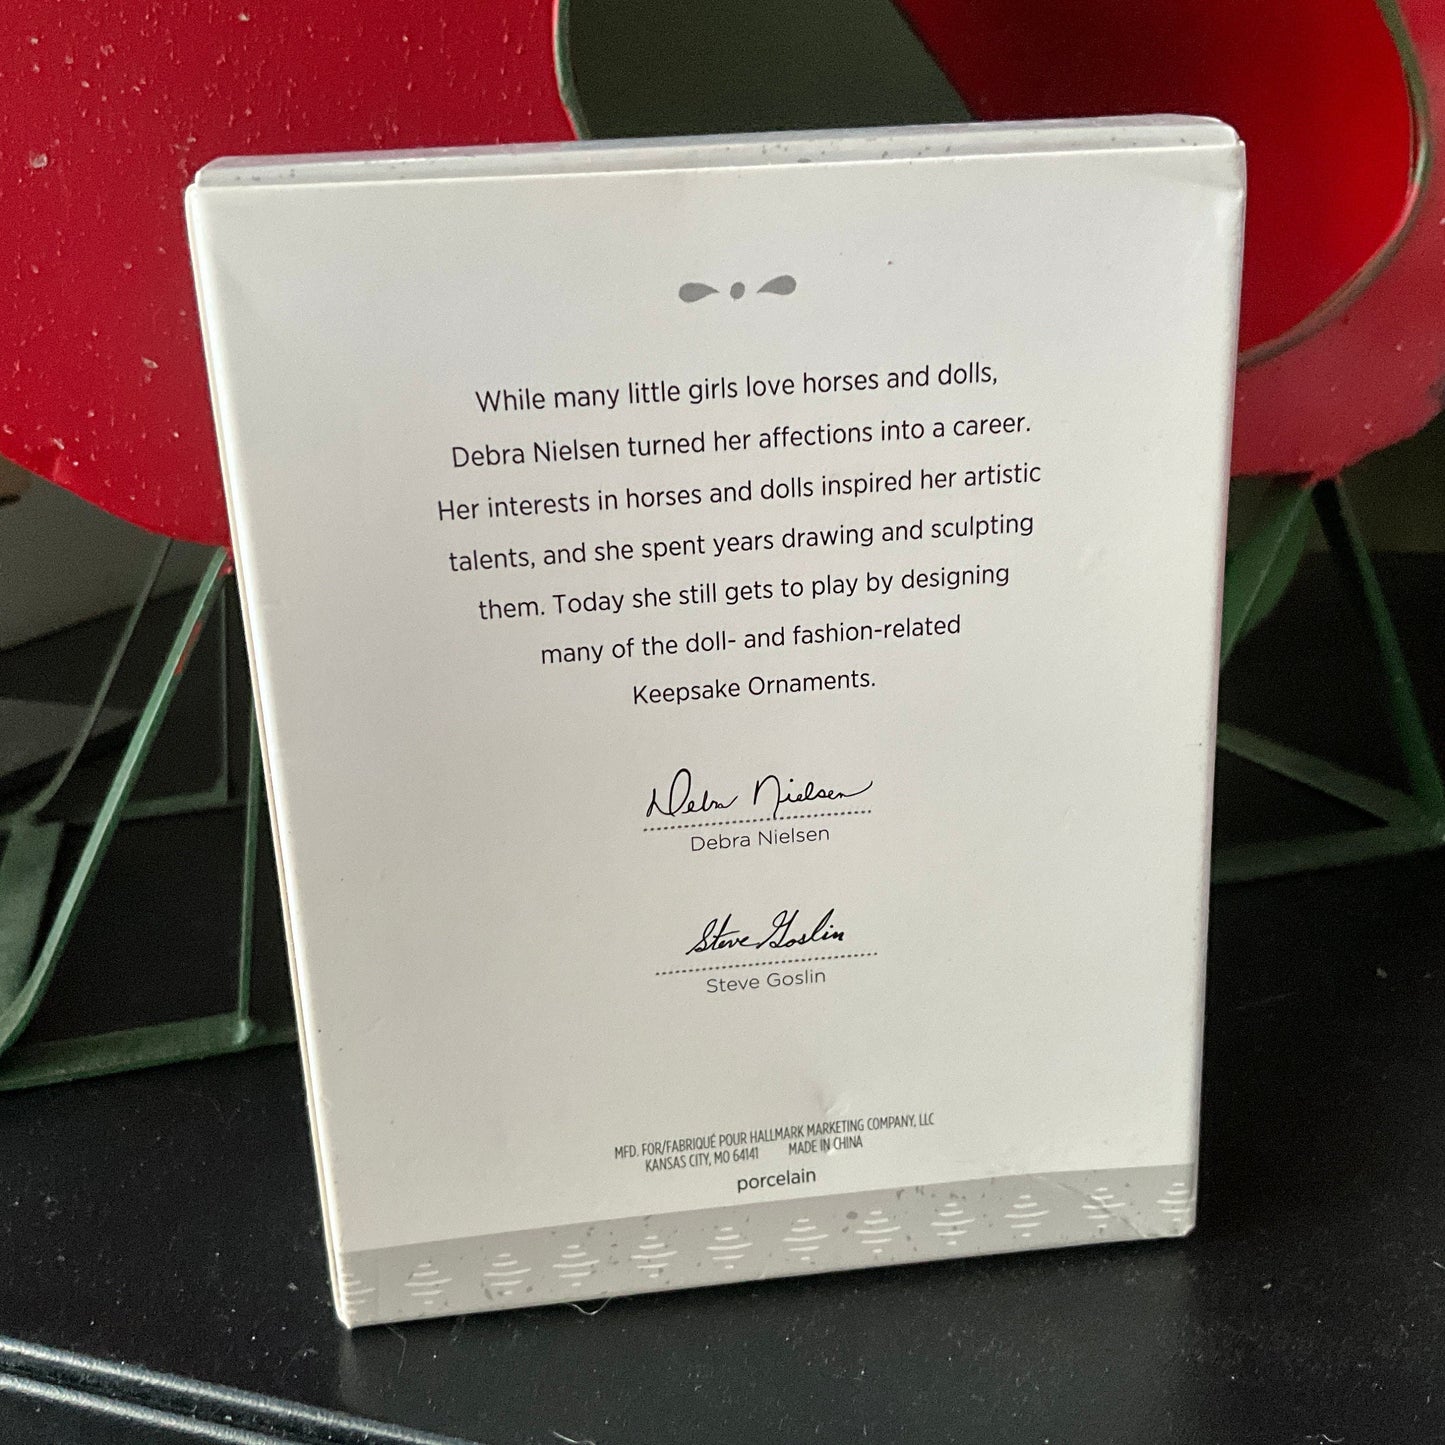 While many little girls love horses and dolls,
Debra Nielsen turned her affections into a career.
Her interests in horses and dolls inspired her artistic
talents, and she spent years drawing and sculpting
them. Today she still gets to play by designing
many of the doll- and fashion-related
Keepsake Ornaments.
Debra Nielsen
Debra Nielsen
Steve Goslin
Steve Goslin
MFD. FOR/FABRIQUÉ POUR HALLMARK MARKETING COMPANY, LLC
KANSAS CITY, MO 64141 MADE IN CHINA
porcelain